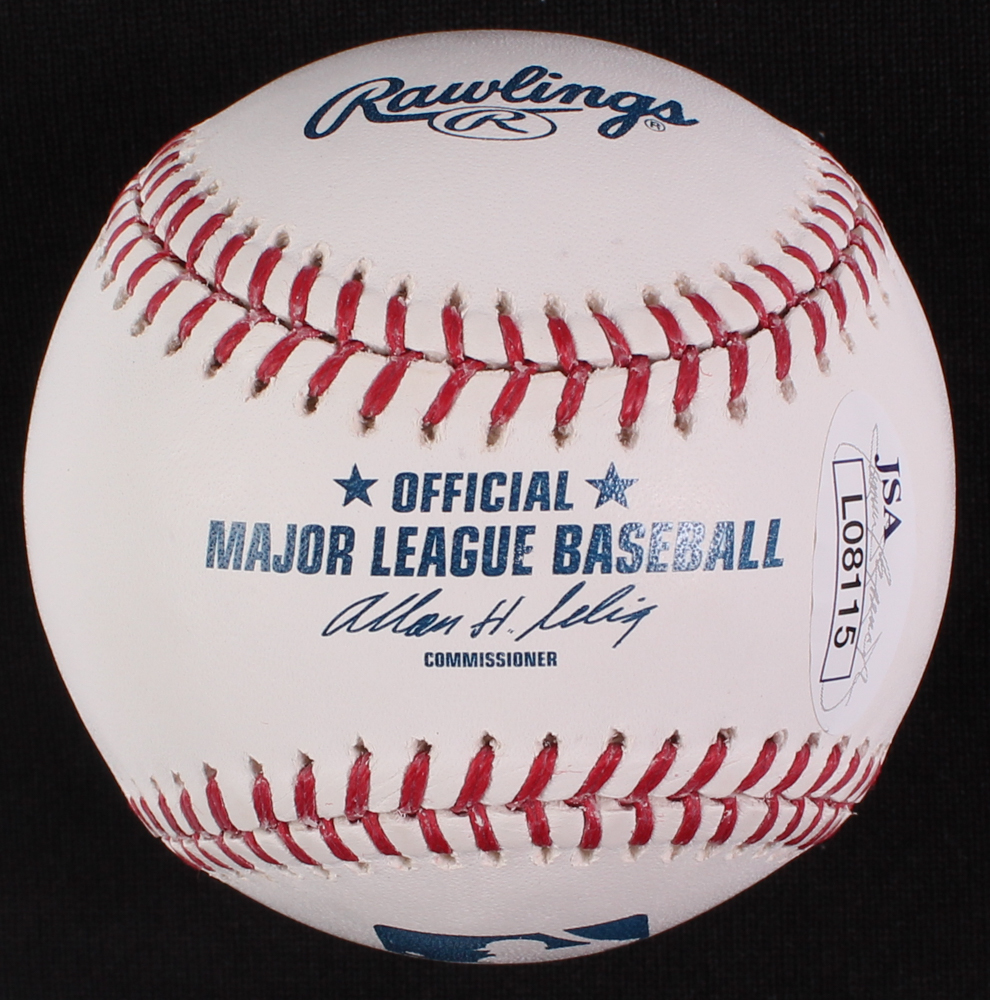 Rawlings®
R
★ OFFICIAL ★
MAJOR LEAGUE BASEBALL
Allan H. Selig
COMMISSIONER
JSA
L08115